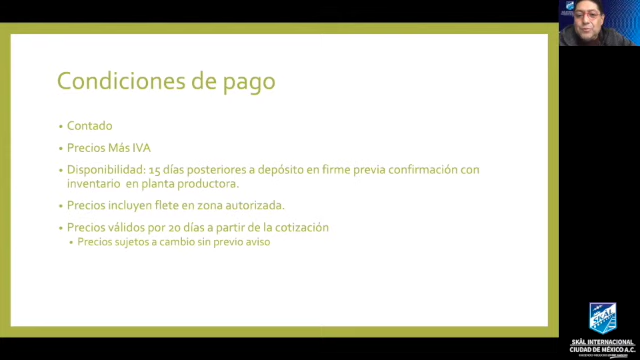 Condiciones de pago
• Contado
• Precios Más IVA
• Disponibilidad: 15 días posteriores a depósito en firme previa confirmación con
inventario en planta productora.
• Precios incluyen flete en zona autorizada.
• Precios válidos por 20 días a partir de la cotización
• Precios sujetos a cambio sin previo aviso
SKÅL
SKÅL INTERNACIONAL
CIUDAD DE MÉXICO A.C.